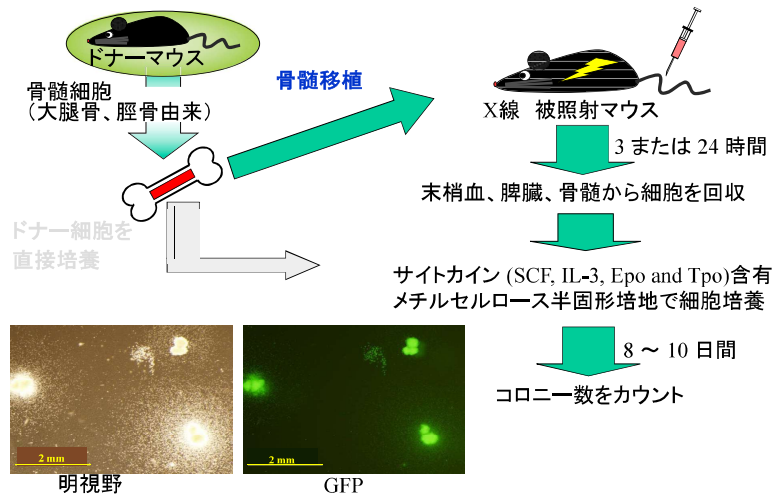 ドナーマウス
骨髄細胞
(大腿骨、脛骨由来)
骨髄移植
X線 被照射マウス
3 または 24 時間
末梢血、脾臓、骨髄から細胞を回収
ドナー細胞を
直接培養
サイトカイン (SCF, IL-3, Epo and Tpo)含有
メチルセルロース半固形培地で細胞培養
8 ～ 10 日間
コロニー数をカウント
2 mm
2 mm
明視野
GFP